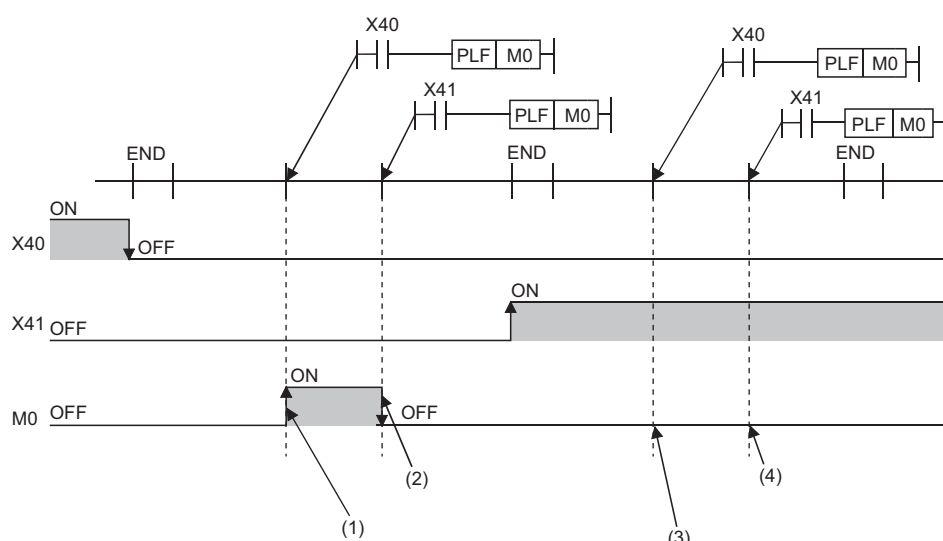 X40
X40
PLF M0
X41
X41
PLF M0
PLF M0
PLF M0
END
END
END
ON
X40
OFF
ON
X41
OFF
ON
M0
OFF
OFF
(2)
(4)
(1)
(3)